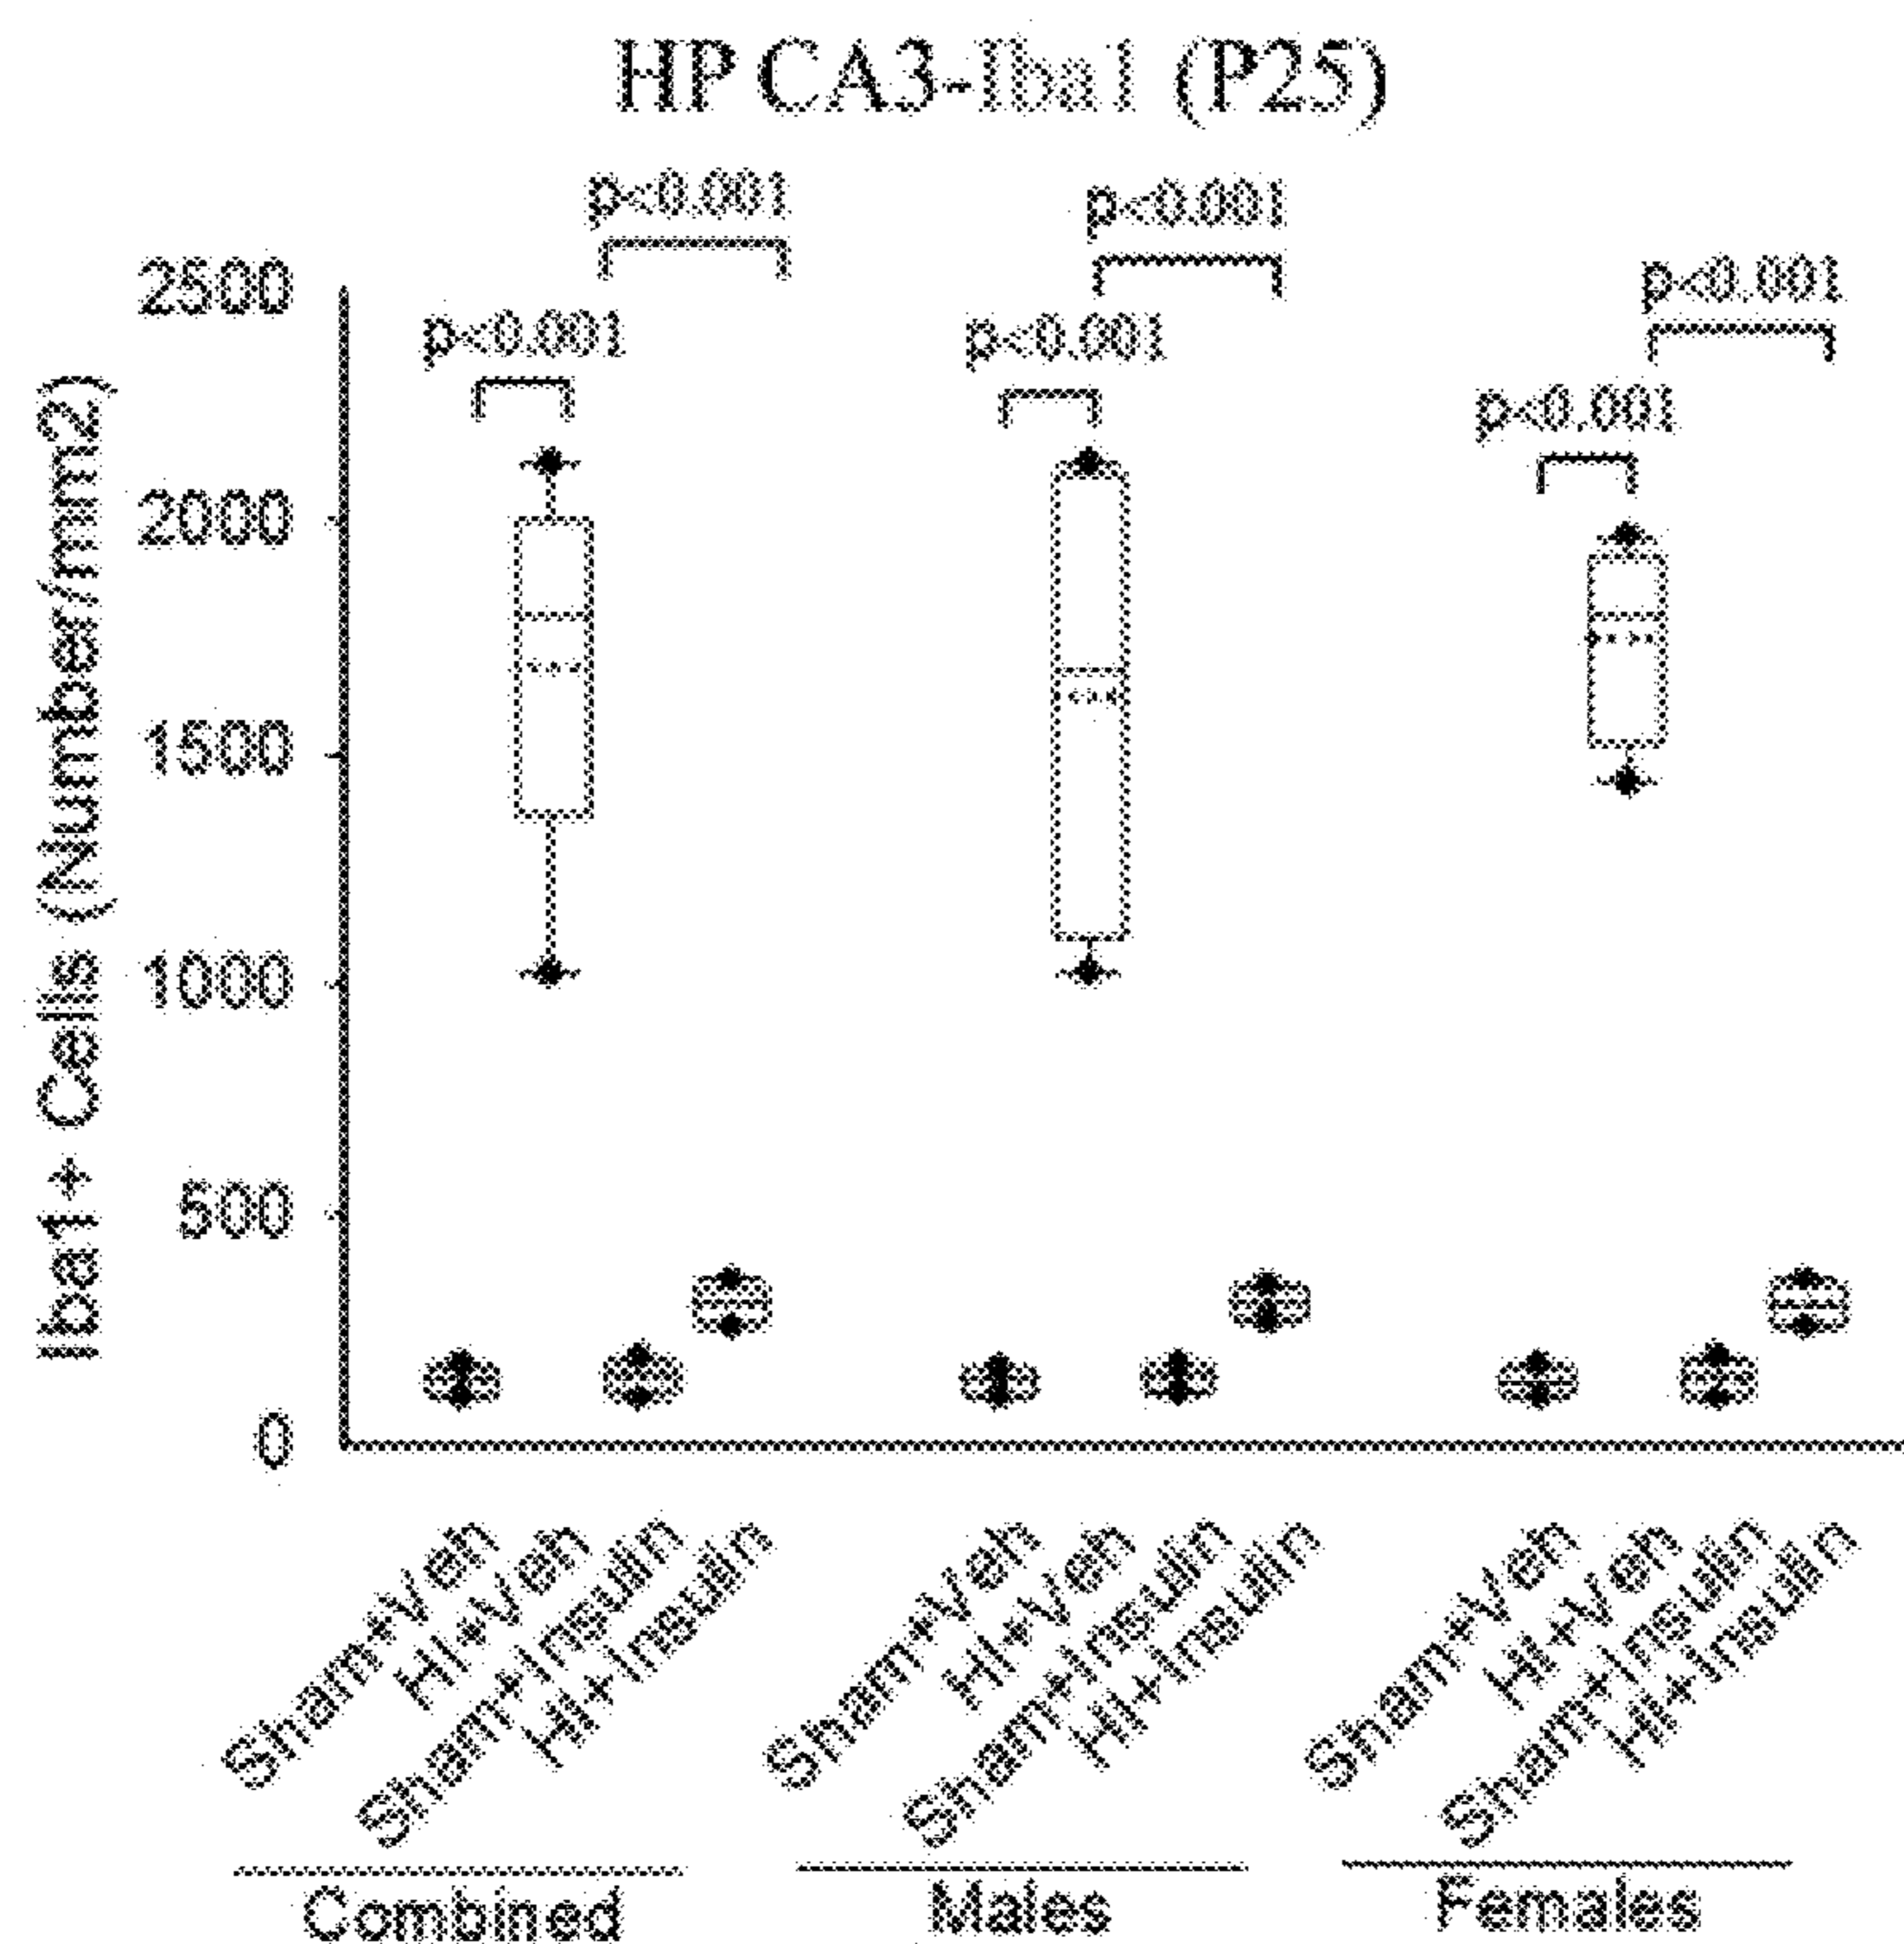 HP CA3-Iba1 (P25)
p<0.001
p<0.001
p<0.001
p<0.001
p<0.001
p<0.001
Iba1+ Cells (Number/mm2)
2500
2000
1500
1000
500
0
Sham+Veh
HI+Veh
Sham+Insulin
HI+Insulin
Sham+Veh
HI+Veh
Sham+Insulin
HI+Insulin
Sham+Veh
HI+Veh
Sham+Insulin
HI+Insulin
Combined
Males
Females